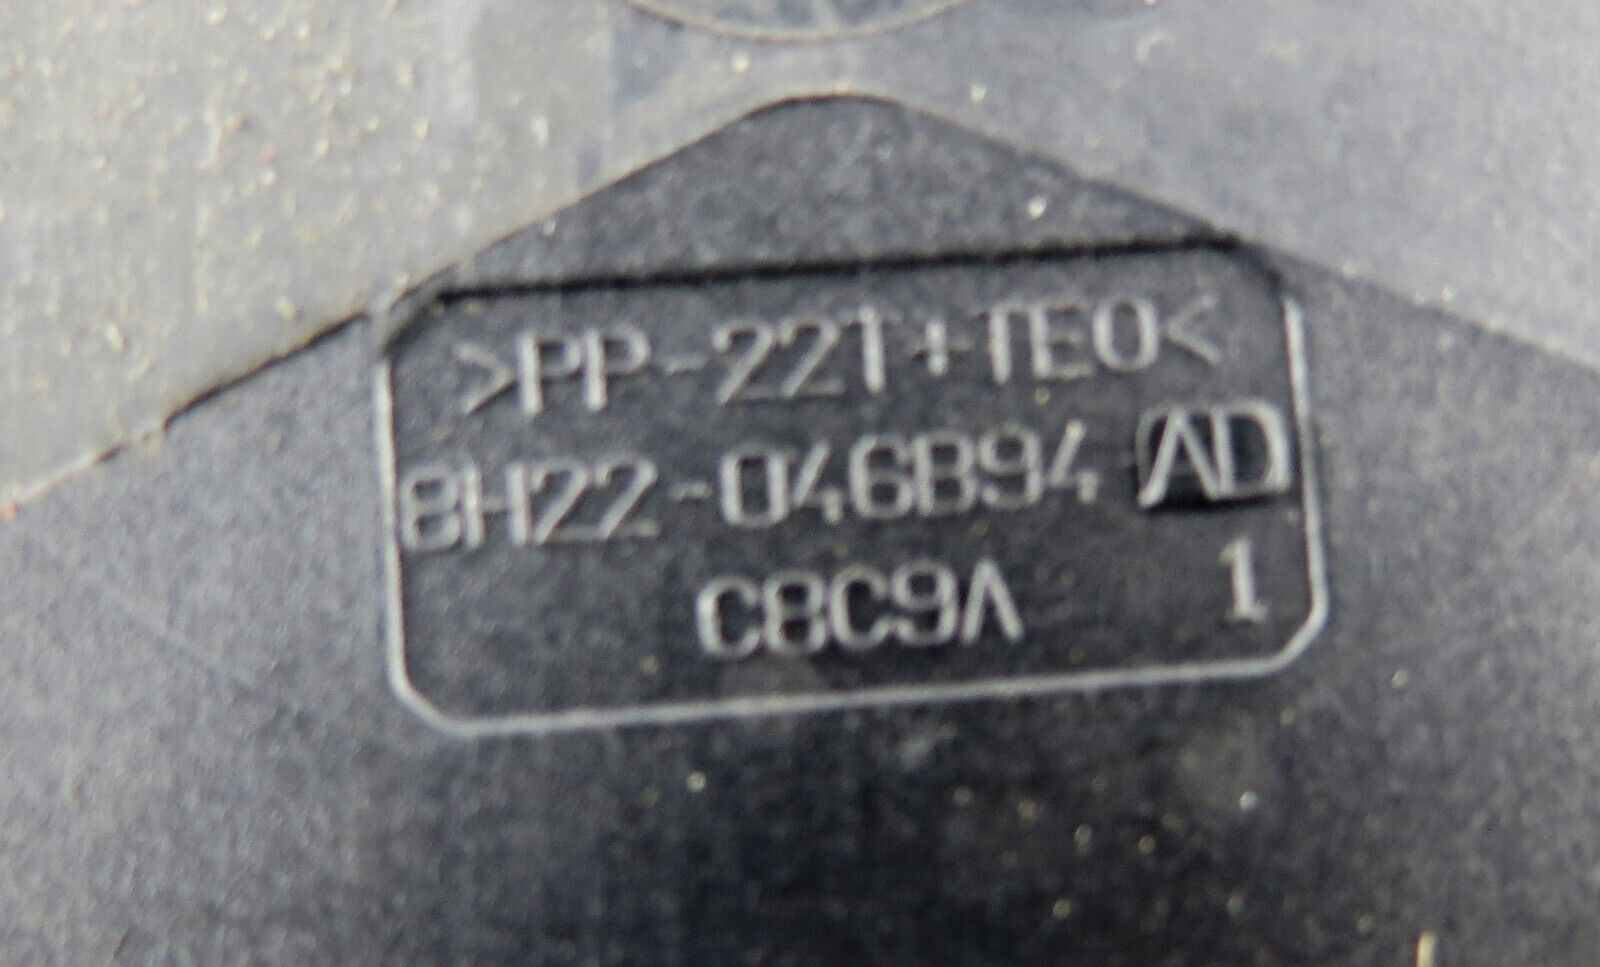 >PP-22T+TEO<
8H22-046B94 AD
C8C9A 1